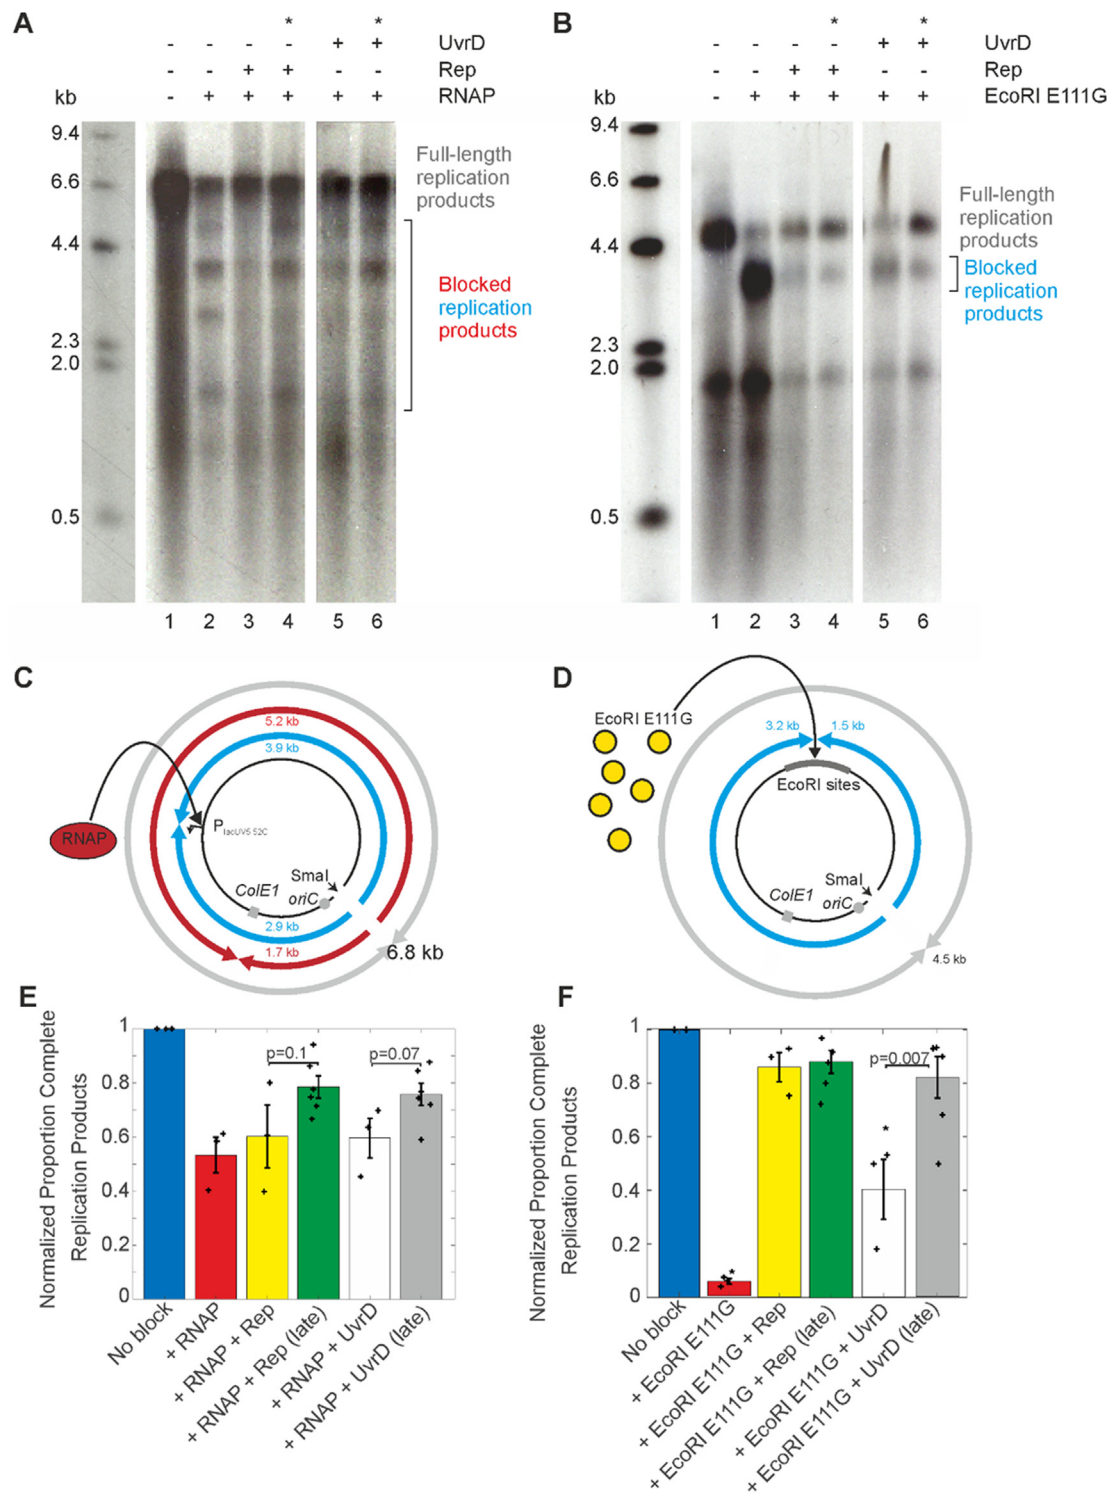 A
* *
- - - - + + UvrD
- - + + - - Rep
- + + + + + RNAP
kb
9.4
6.6
4.4
2.3
2.0
0.5
Full-length
replication
products
Blocked
replication
products
1 2 3 4 5 6
B
* *
- - - - + + UvrD
- - + + - - Rep
- + + + + + EcoRI E111G
kb
9.4
6.6
4.4
2.3
2.0
0.5
Full-length
replication
products
Blocked
replication
products
1 2 3 4 5 6
C
5.2 kb
3.9 kb
RNAP
PlacUV5 52C
SmaI
ColE1
oriC
2.9 kb
1.7 kb
6.8 kb
D
EcoRI E111G
3.2 kb
1.5 kb
EcoRI sites
SmaI
ColE1
oriC
4.5 kb
E
Normalized Proportion Complete
Replication Products
1
0.8
0.6
0.4
0.2
0
p=0.1
p=0.07
No block
+ RNAP
+ RNAP + Rep
+ RNAP + Rep (late)
+ RNAP + UvrD
+ RNAP + UvrD (late)
F
Normalized Proportion Complete
Replication Products
1
0.8
0.6
0.4
0.2
0
p=0.007
No block
+ EcoRI E111G
+ EcoRI E111G + Rep
+ EcoRI E111G + Rep (late)
+ EcoRI E111G + UvrD
+ EcoRI E111G + UvrD (late)